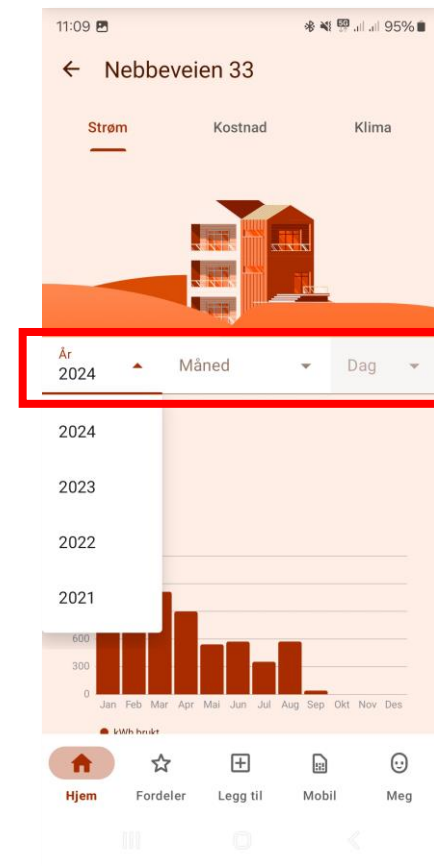 11:09 5G 95%
Nebbeveien 33
Strøm Kostnad Klima
År
2024 Måned Dag
2024
2023
2022
2021
600
300
0
Jan Feb Mar Apr Mai Jun Jul Aug Sep Okt Nov Des
kWh brukt
Hjem Fordeler Legg til Mobil Meg